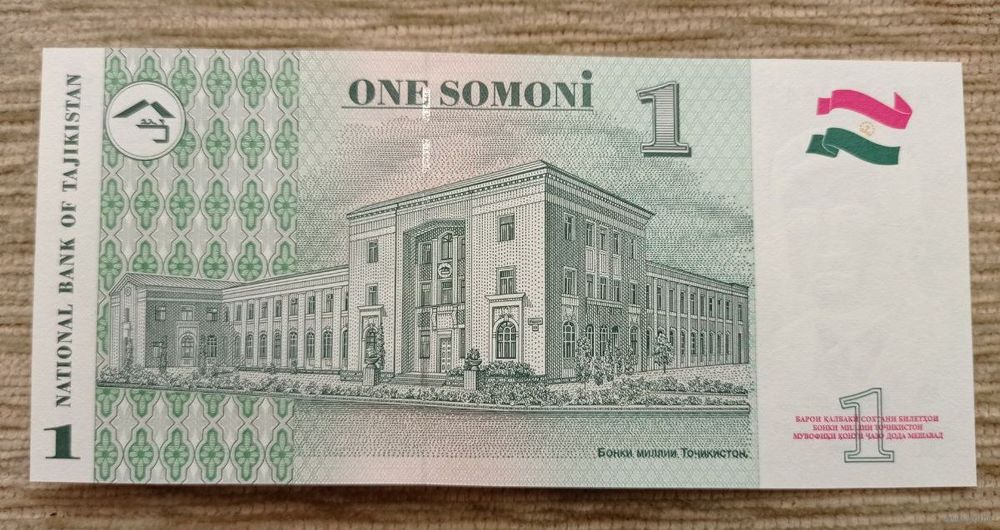 NATIONAL BANK OF TAJIKISTAN
1
ONE SOMONi
1
Бонки миллии Тоҷикистон.
БАРОИ ҚАЛБАКӢ СОХТАНИ БИЛЕТҲОИ
БОНКИ МИЛЛИИ ТОҶИКИСТОН
МУВОФИҚИ ҚОНУН ҶАЗО ДОДА МЕШАВАД
1